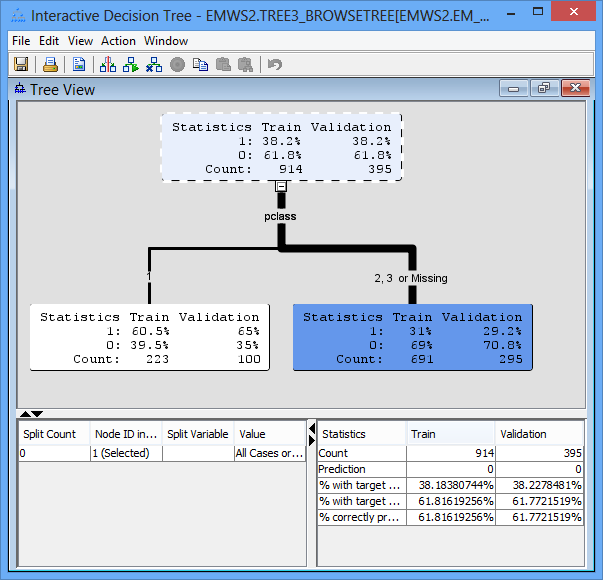 Interactive Decision Tree - EMWS2.TREE3_BROWSETREE[EMWS2.EM_...
File Edit View Action Window
Tree View
Statistics Train Validation
1: 38.2% 38.2%
0: 61.8% 61.8%
Count: 914 395
pclass
1
2, 3 or Missing
Statistics Train Validation
1: 60.5% 65%
0: 39.5% 35%
Count: 223 100
Statistics Train Validation
1: 31% 29.2%
0: 69% 70.8%
Count: 691 295
Split Count Node ID in... Split Variable Value
0 1 (Selected) All Cases or...
Statistics Train Validation
Count 914 395
Prediction 0 0
% with target ... 38.18380744% 38.2278481%
% with target ... 61.81619256% 61.7721519%
% correctly pr... 61.81619256% 61.7721519%